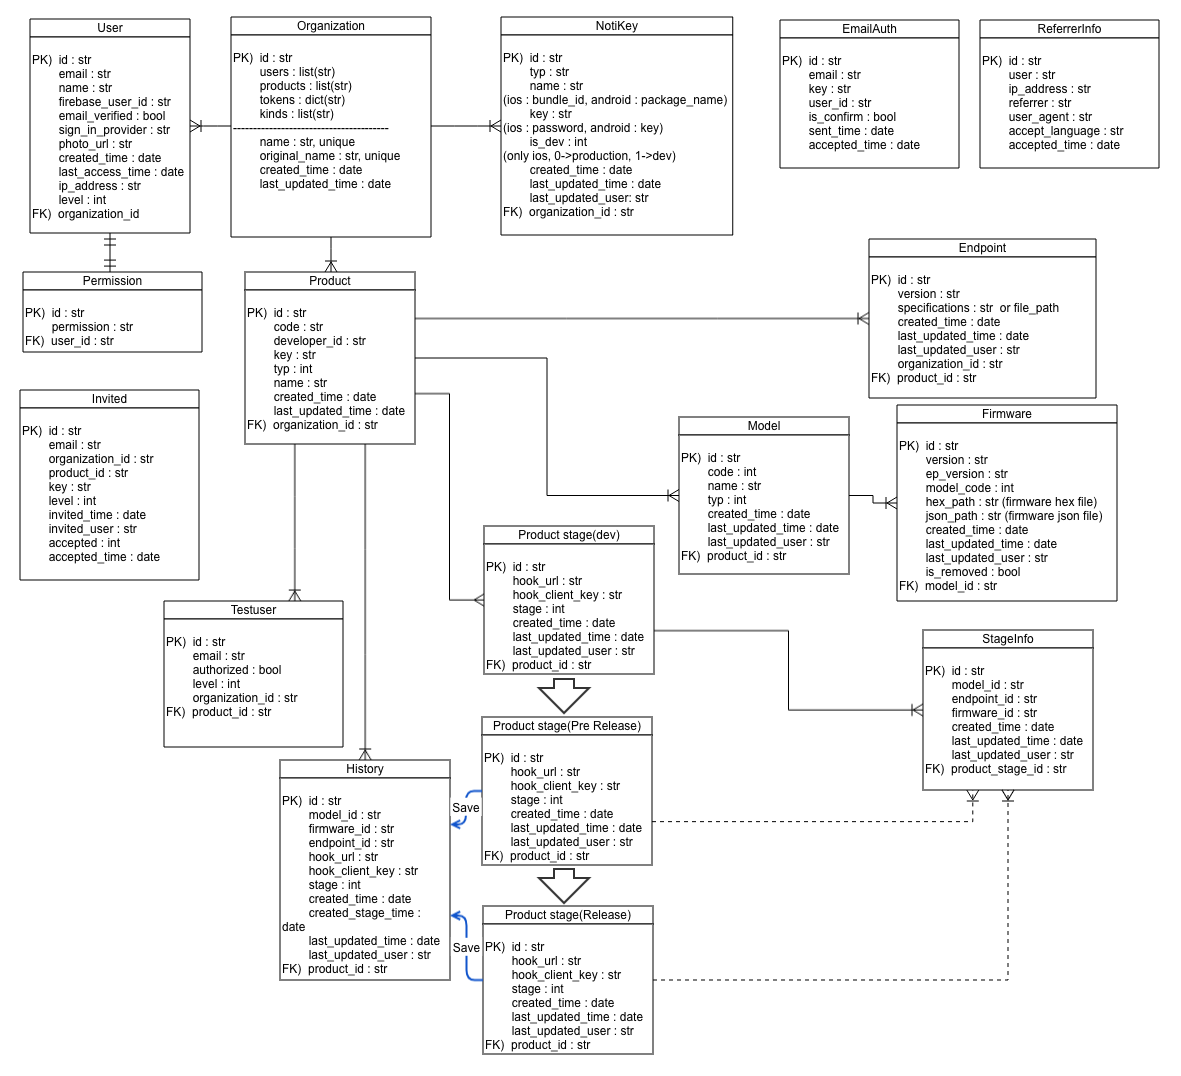 User
PK) id : str
email : str
name : str
firebase_user_id : str
email_verified : bool
sign_in_provider : str
photo_url : str
created_time : date
last_access_time : date
ip_address : str
level : int
FK) organization_id
Organization
PK) id : str
users : list(str)
products : list(str)
tokens : dict(str)
kinds : list(str)
---------------------------------------
name : str, unique
original_name : str, unique
created_time : date
last_updated_time : date
NotiKey
PK) id : str
typ : str
name : str
(ios : bundle_id, android : package_name)
key : str
(ios : password, android : key)
is_dev : int
(only ios, 0->production, 1->dev)
created_time : date
last_updated_time : date
last_updated_user: str
FK) organization_id : str
EmailAuth
PK) id : str
email : str
key : str
user_id : str
is_confirm : bool
sent_time : date
accepted_time : date
ReferrerInfo
PK) id : str
user : str
ip_address : str
referrer : str
user_agent : str
accept_language : str
accepted_time : date
Permission
PK) id : str
permission : str
FK) user_id : str
Product
PK) id : str
code : str
developer_id : str
key : str
typ : int
name : str
created_time : date
last_updated_time : date
FK) organization_id : str
Endpoint
PK) id : str
version : str
specifications : str or file_path
created_time : date
last_updated_time : date
last_updated_user : str
organization_id : str
FK) product_id : str
Invited
PK) id : str
email : str
organization_id : str
product_id : str
key : str
level : int
invited_time : date
invited_user : str
accepted : int
accepted_time : date
Model
PK) id : str
code : int
name : str
typ : int
created_time : date
last_updated_time : date
last_updated_user : str
FK) product_id : str
Firmware
PK) id : str
version : str
ep_version : str
model_code : int
hex_path : str (firmware hex file)
json_path : str (firmware json file)
created_time : date
last_updated_time : date
last_updated_user : str
is_removed : bool
FK) model_id : str
Product stage(dev)
PK) id : str
hook_url : str
hook_client_key : str
stage : int
created_time : date
last_updated_time : date
last_updated_user : str
FK) product_id : str
Testuser
PK) id : str
email : str
authorized : bool
level : int
organization_id : str
FK) product_id : str
StageInfo
PK) id : str
model_id : str
endpoint_id : str
firmware_id : str
created_time : date
last_updated_time : date
last_updated_user : str
FK) product_stage_id : str
Product stage(Pre Release)
PK) id : str
hook_url : str
hook_client_key : str
stage : int
created_time : date
last_updated_time : date
last_updated_user : str
FK) product_id : str
Save
History
PK) id : str
model_id : str
firmware_id : str
endpoint_id : str
hook_url : str
hook_client_key : str
stage : int
created_time : date
created_stage_time :
date
last_updated_time : date
last_updated_user : str
FK) product_id : str
Save
Product stage(Release)
PK) id : str
hook_url : str
hook_client_key : str
stage : int
created_time : date
last_updated_time : date
last_updated_user : str
FK) product_id : str